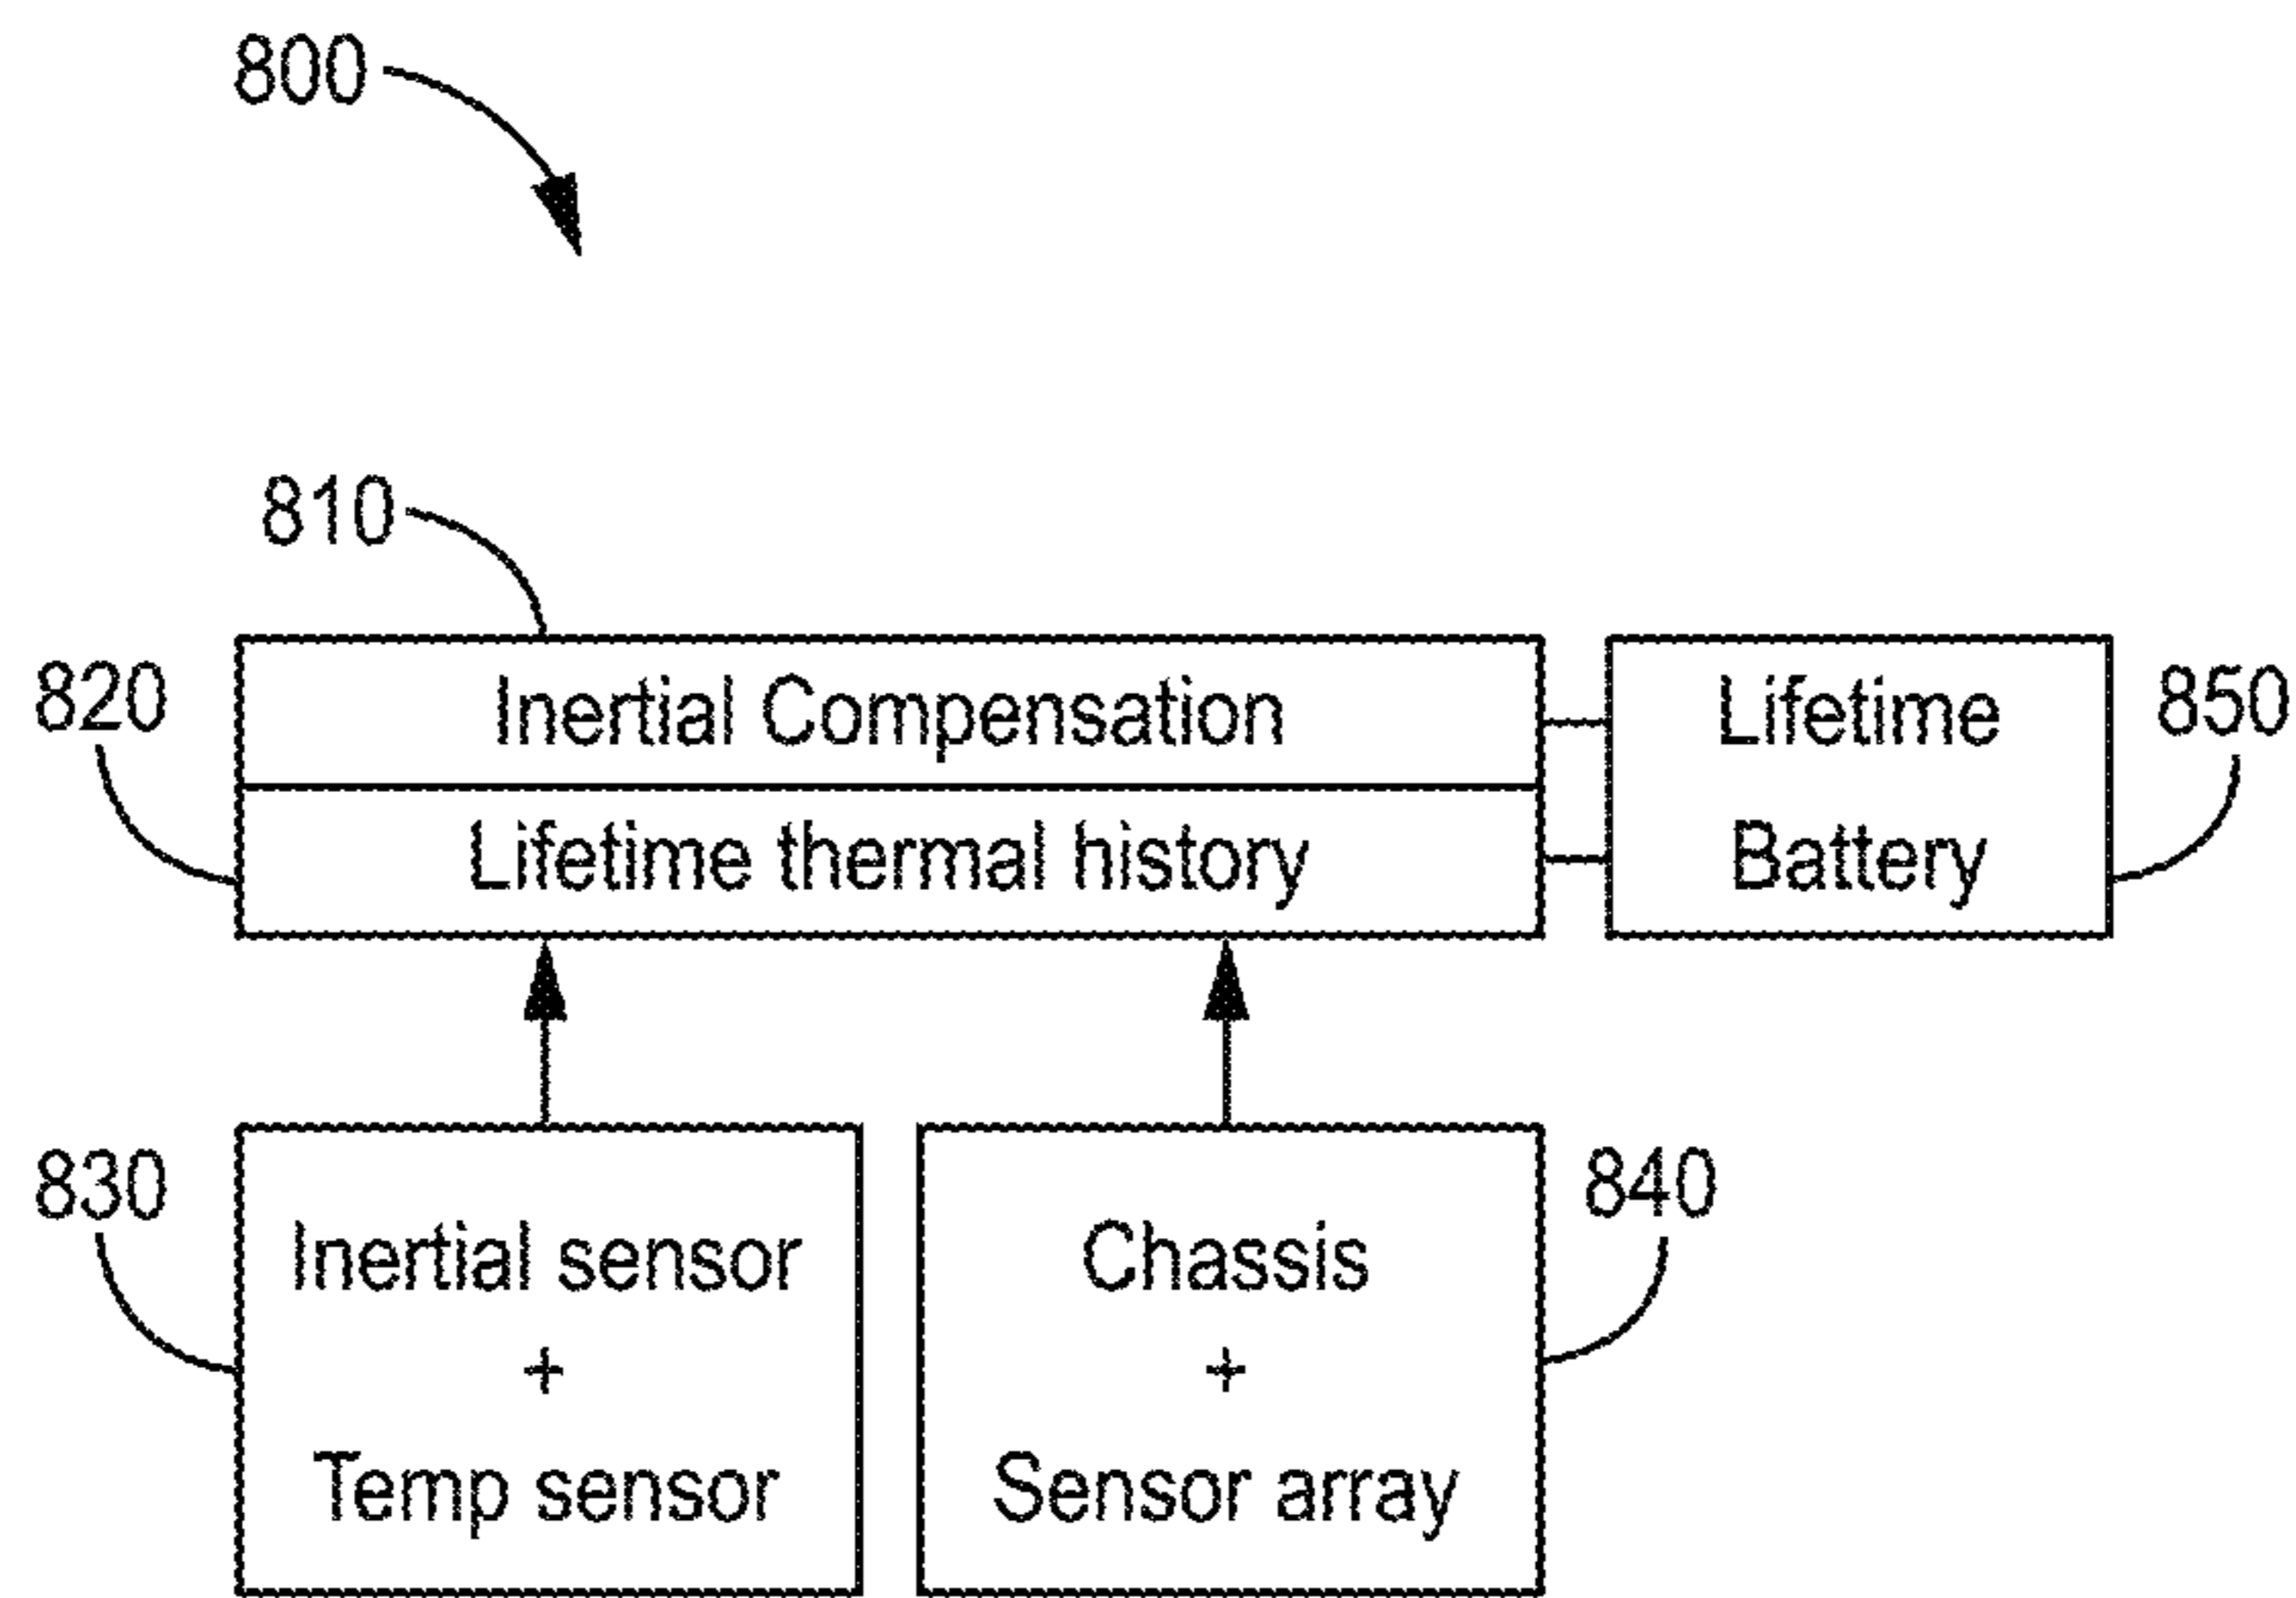 800
810
820
Inertial Compensation
Lifetime
850
Lifetime thermal history
Battery
830
840
Inertial sensor
+
Temp sensor
Chassis
+
Sensor array